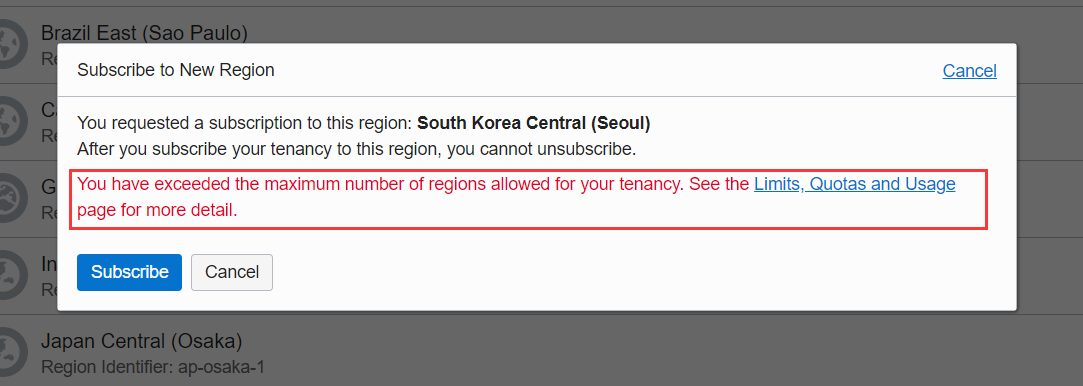 Brazil East (Sao Paulo)
Re
Subscribe to New Region
Cancel
Ca
Re
You requested a subscription to this region: South Korea Central (Seoul)
After you subscribe your tenancy to this region, you cannot unsubscribe.
G
Re
You have exceeded the maximum number of regions allowed for your tenancy. See the Limits, Quotas and Usage
page for more detail.
In
Re
Subscribe
Cancel
Japan Central (Osaka)
Region Identifier: ap-osaka-1